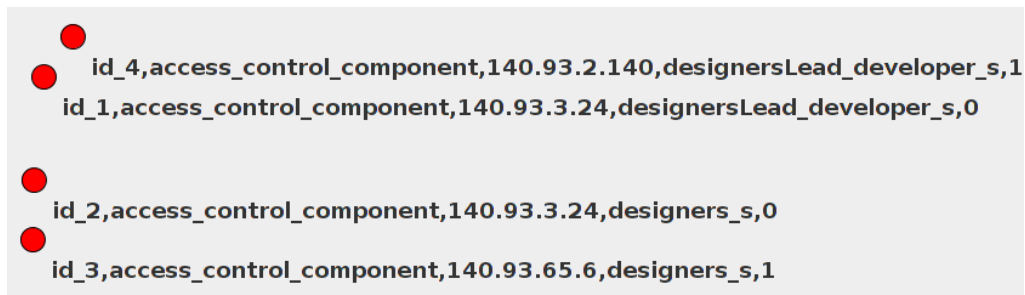 id_4,access_control_component,140.93.2.140,designersLead_developer_s,1
id_1,access_control_component,140.93.3.24,designersLead_developer_s,0
id_2,access_control_component,140.93.3.24,designers_s,0
id_3,access_control_component,140.93.65.6,designers_s,1